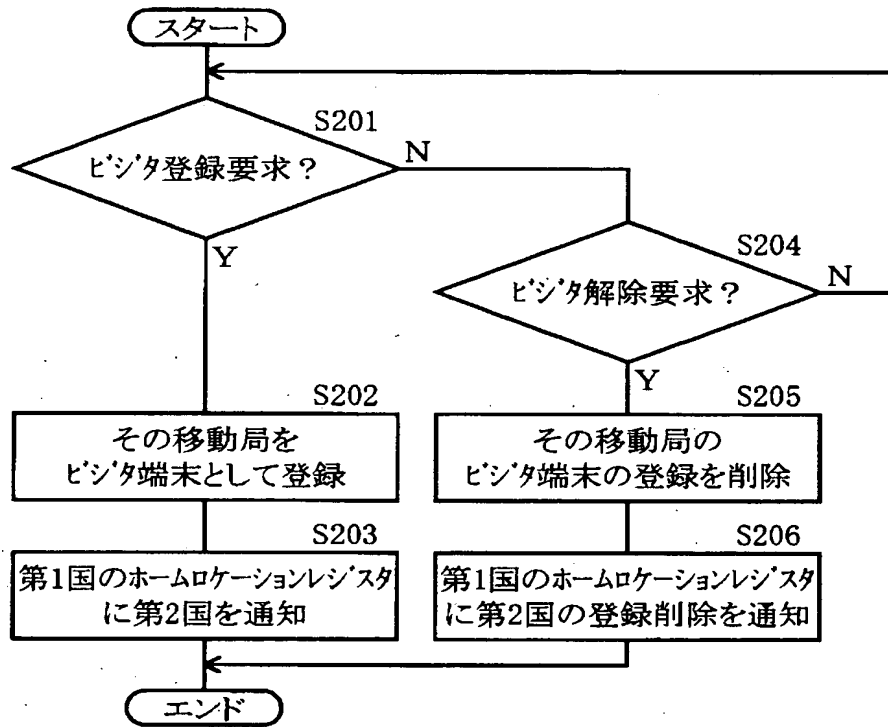 スタート
S201
ビジタ登録要求？
N
Y
S204
ビジタ解除要求？
N
Y
S202
その移動局を
ビジタ端末として登録
S205
その移動局の
ビジタ端末の登録を削除
S203
第1国のホームロケーションレジスタ
に第2国を通知
S206
第1国のホームロケーションレジスタ
に第2国の登録削除を通知
エンド